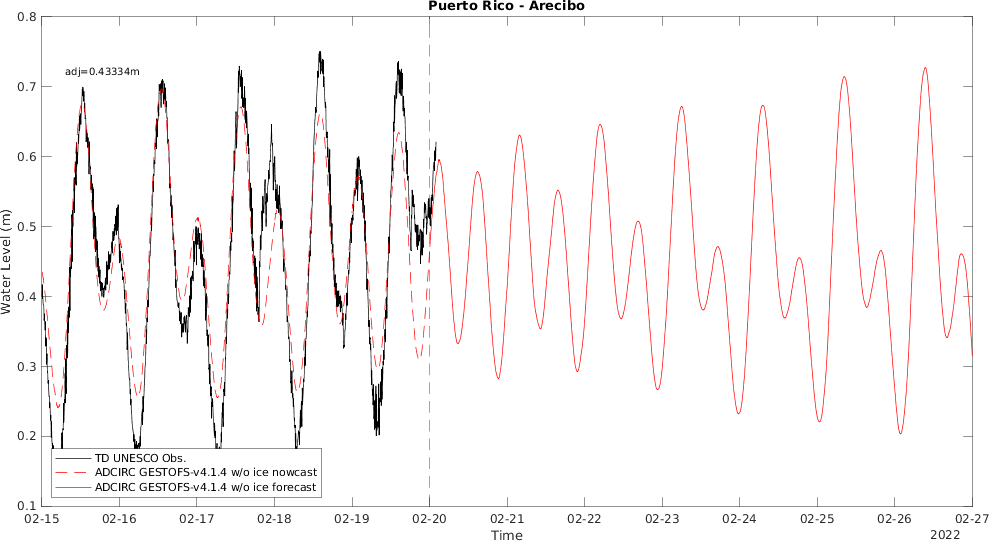 Puerto Rico - Arecibo
adj=0.43334m
Water Level (m)
0.8
0.7
0.6
0.5
0.4
0.3
0.2
0.1
TD UNESCO Obs.
ADCIRC GESTOFS-v4.1.4 w/o ice nowcast
ADCIRC GESTOFS-v4.1.4 w/o ice forecast
02-15 02-16 02-17 02-18 02-19 02-20 02-21 02-22 02-23 02-24 02-25 02-26 02-27
Time
2022